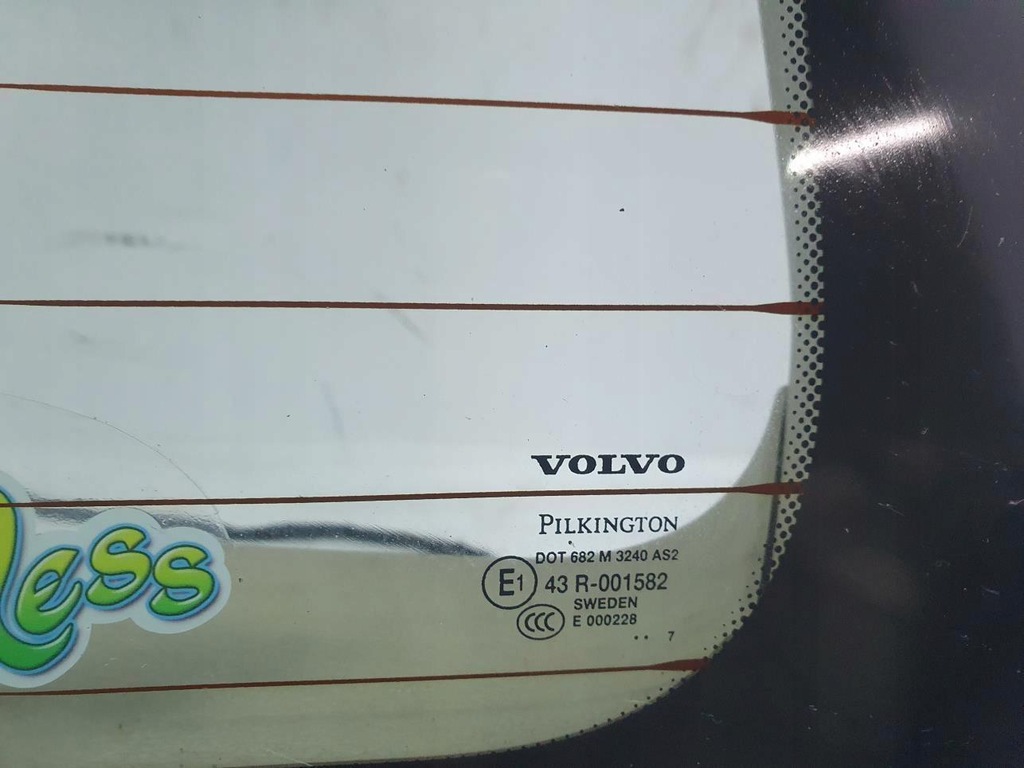 VOLVO
PILKINGTON
DOT 682 M 3240 AS2
E1 43 R-001582
SWEDEN
CCC E 000228
.. 7
ess